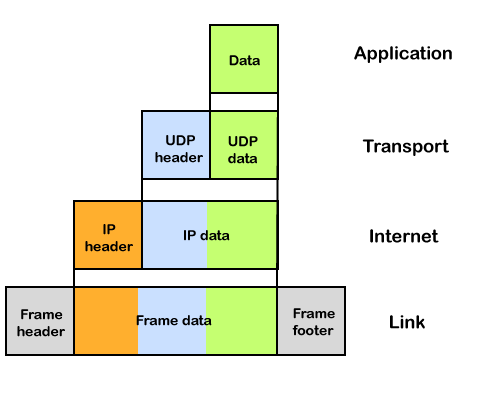 Data
Application
UDP
header
UDP
data
Transport
IP
header
IP data
Internet
Frame
header
Frame data
Frame
footer
Link